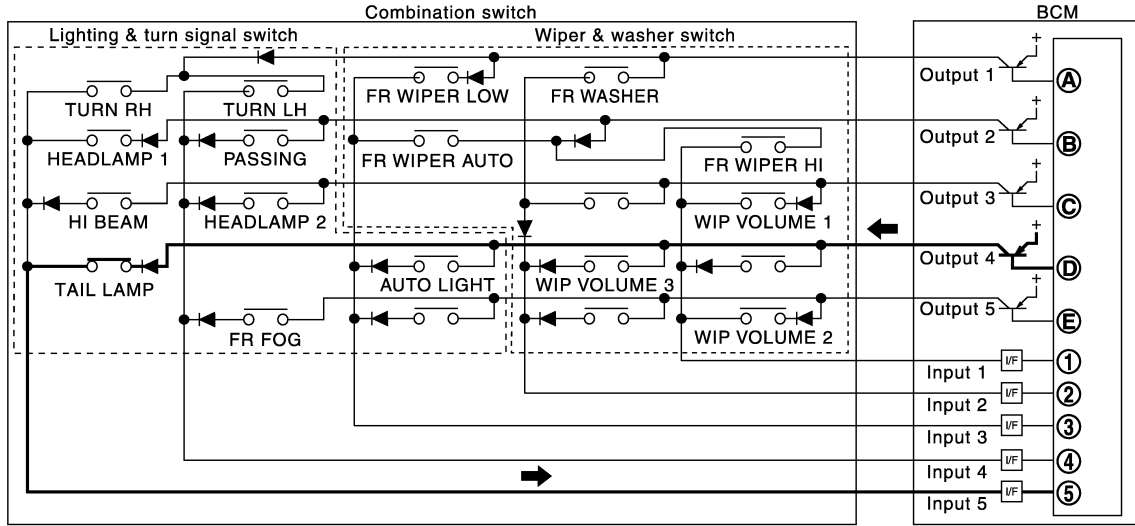 Combination switch
BCM
Lighting & turn signal switch
Wiper & washer switch
+
Output 1
A
TURN RH
TURN LH
FR WIPER LOW
FR WASHER
+
Output 2
B
HEADLAMP 1
PASSING
FR WIPER AUTO
FR WIPER HI
+
Output 3
C
HI BEAM
HEADLAMP 2
WIP VOLUME 1
+
Output 4
D
TAIL LAMP
AUTO LIGHT
WIP VOLUME 3
+
Output 5
E
FR FOG
WIP VOLUME 2
Input 1
I/F
1
Input 2
I/F
2
Input 3
I/F
3
Input 4
I/F
4
Input 5
I/F
5